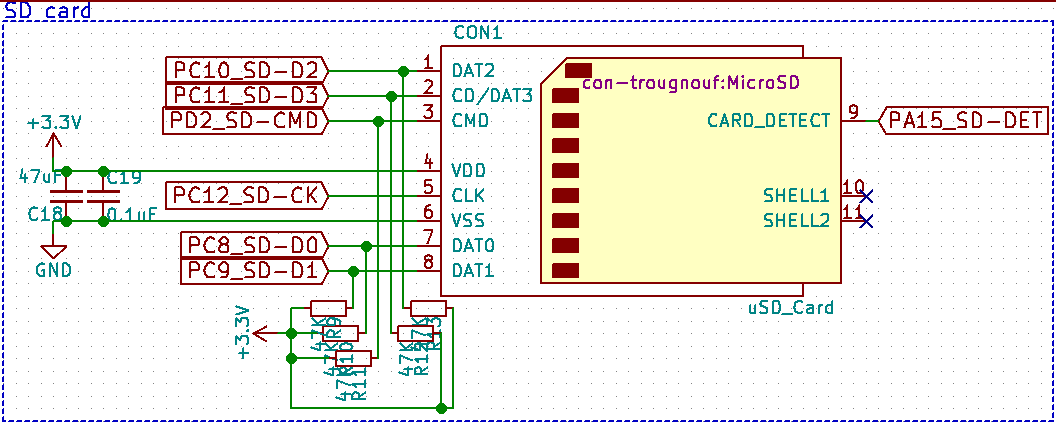 SD card
CON1
PC10_SD-D2
1
DAT2
con-trougnouf:MicroSD
PC11_SD-D3
2
CD/DAT3
PD2_SD-CMD
3
CMD
CARD_DETECT
9
PA15_SD-DET
+3.3V
4
VDD
47uF
C19
PC12_SD-CK
5
CLK
SHELL1
10
C18
0.1uF
6
VSS
SHELL2
11
PC8_SD-D0
7
DAT0
GND
PC9_SD-D1
8
DAT1
uSD_Card
+3.3V
47K
R9
47K
R10
47K
R11
47K
R12
47K
R13